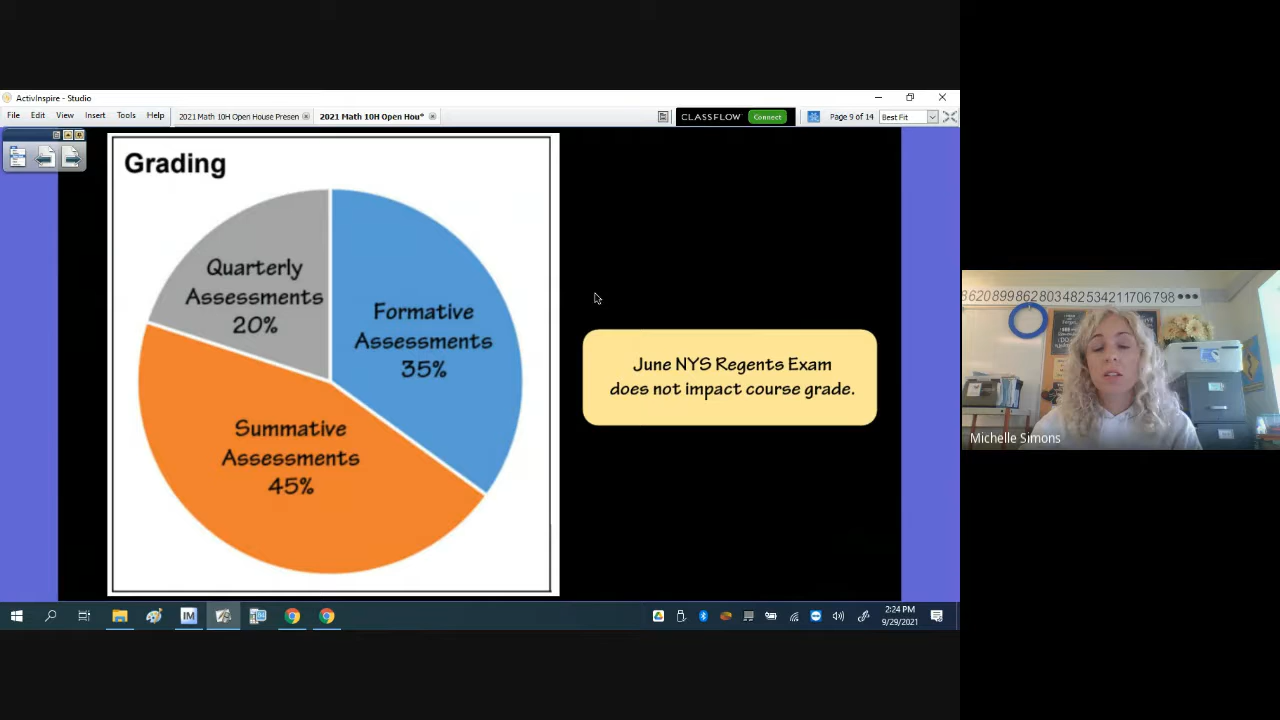 ActivInspire - Studio
File Edit View Insert Tools Help
2021 Math 10H Open House Presen
2021 Math 10H Open Hou*
CLASSFLOW Connect
Page 9 of 14
Best Fit
Grading
Quarterly
Assessments
20%
Formative
Assessments
35%
Summative
Assessments
45%
June NYS Regents Exam
does not impact course grade.
8620899862803482534211706798
Michelle Simons
IM
2:24 PM
9/29/2021